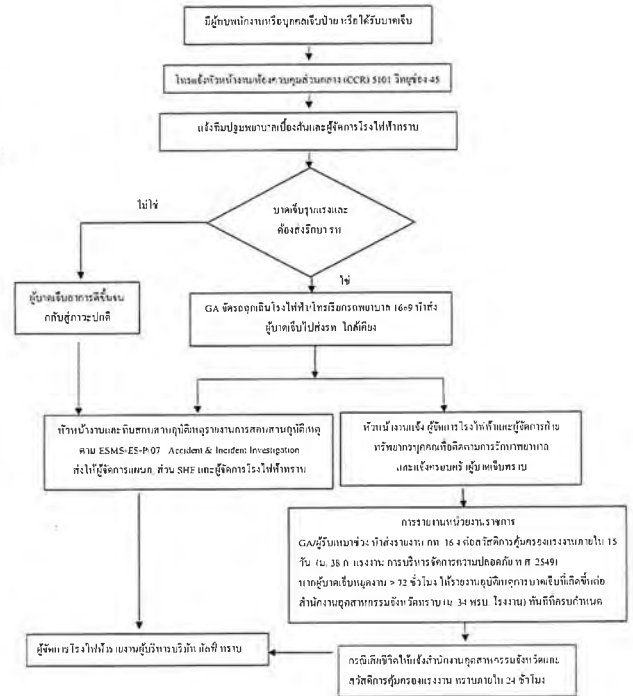 มีผู้พบพนักงานหรือบุคคลเจ็บป่วย หรือได้รับบาดเจ็บ
โทรแจ้งหัวหน้างาน/ห้องควบคุมส่วนกลาง (CCR) 5101 วิทยุช่อง 45
แจ้งทีมปฐมพยาบาลเบื้องต้นและผู้จัดการโรงไฟฟ้าทราบ
บาดเจ็บรุนแรงและ
ต้องส่งรักษา รพ
ไม่ใช่
ใช่
ผู้บาดเจ็บอาการดีขึ้นจน
กลับสู่ภาวะปกติ
GA จัดรถฉุกเฉินโรงไฟฟ้า/โทรเรียกรถพยาบาล 1669 นำส่ง
ผู้บาดเจ็บไปส่งรพ ใกล้เคียง
หัวหน้างานและทีมสอบสวนอุบัติเหตุรายงานการสอบสวนอุบัติเหตุ
ตาม ESMS-ES-P-07 Accident & Incident Investigation
ส่งให้ผู้จัดการแผนก, ส่วน SHE และผู้จัดการโรงไฟฟ้าทราบ
หัวหน้างานแจ้ง ผู้จัดการโรงไฟฟ้าและผู้จัดการฝ่าย
ทรัพยากรบุคคลเพื่อติดตามการรักษาพยาบาล
และแจ้งครอบครัวผู้บาดเจ็บทราบ
การรายงานหน่วยงานราชการ
GA/ผู้รับเหมาช่วง นำส่งรายงาน กท 16 ง ต่อสวัสดิการคุ้มครองแรงงานภายใน 15
วัน (ม. 38 ก แรงงาน การบริหารจัดการความปลอดภัย พ ศ 2549)
หากผู้บาดเจ็บหยุดงาน > 72 ชั่วโมง ให้รายงานอุบัติเหตุการบาดเจ็บที่เกิดขึ้นต่อ
สำนักงานอุตสาหกรรมจังหวัดทราบ (ม 34 พรบ. โรงงาน) ทันทีที่ครบกำหนด
ผู้จัดการโรงไฟฟ้ารายงานผู้บริหารบริษัท ทราบ
กรณีเสียชีวิตให้แจ้งสำนักงานอุตสาหกรรมจังหวัดและ
สวัสดิการคุ้มครองแรงงาน ทราบภายใน 24 ชั่วโมง